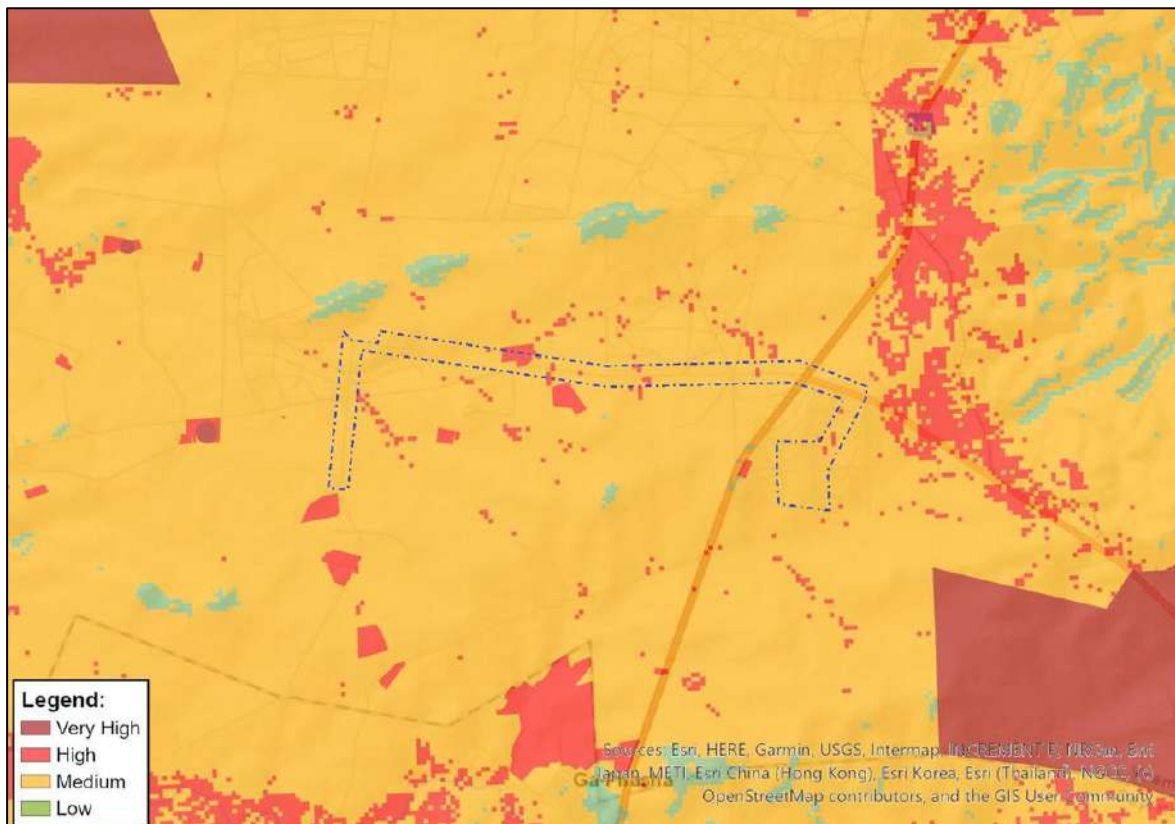 Legend:
Very High
High
Medium
Low
Sources: Esri, HERE, Garmin, USGS, Intermap, INCREMENT P, NRCan, Esri
Japan, METI, Esri China (Hong Kong), Esri Korea, Esri (Thailand), NGCC, (c)
OpenStreetMap contributors, and the GIS User Community